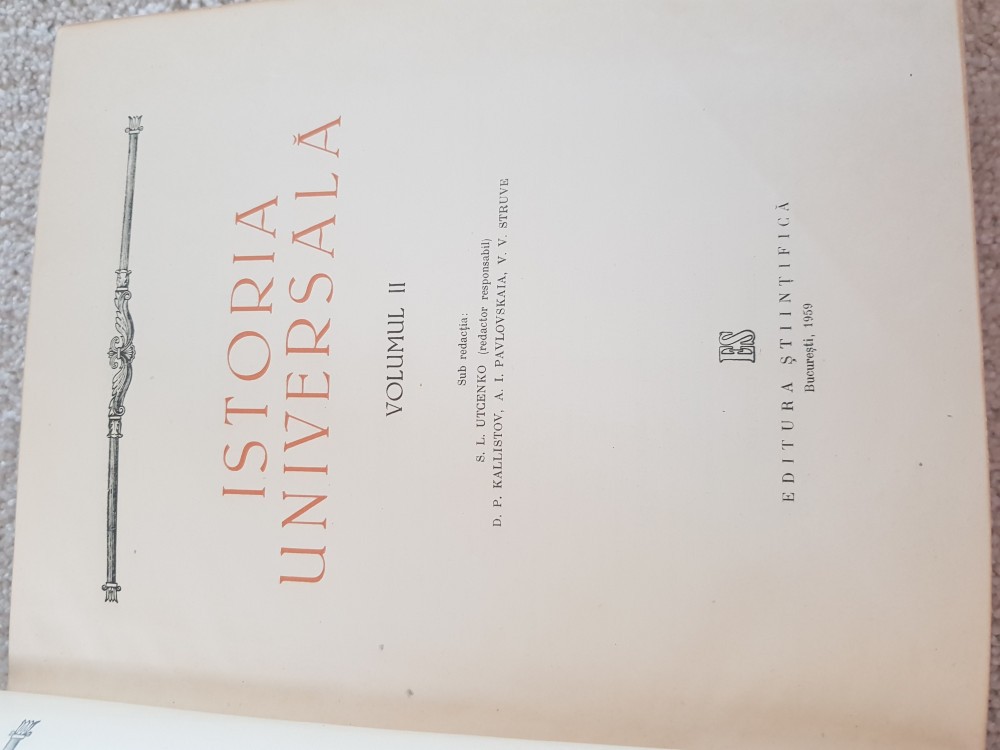 ISTORIA
UNIVERSALĂ
VOLUMUL II
Sub redacția:
S. L. UTCENKO (redactor responsabil)
D. P. KALLISTOV, A. I. PAVLOVSKAIA, V. V. STRUVE
ES
EDITURA ȘTIINȚIFICĂ
București, 1959